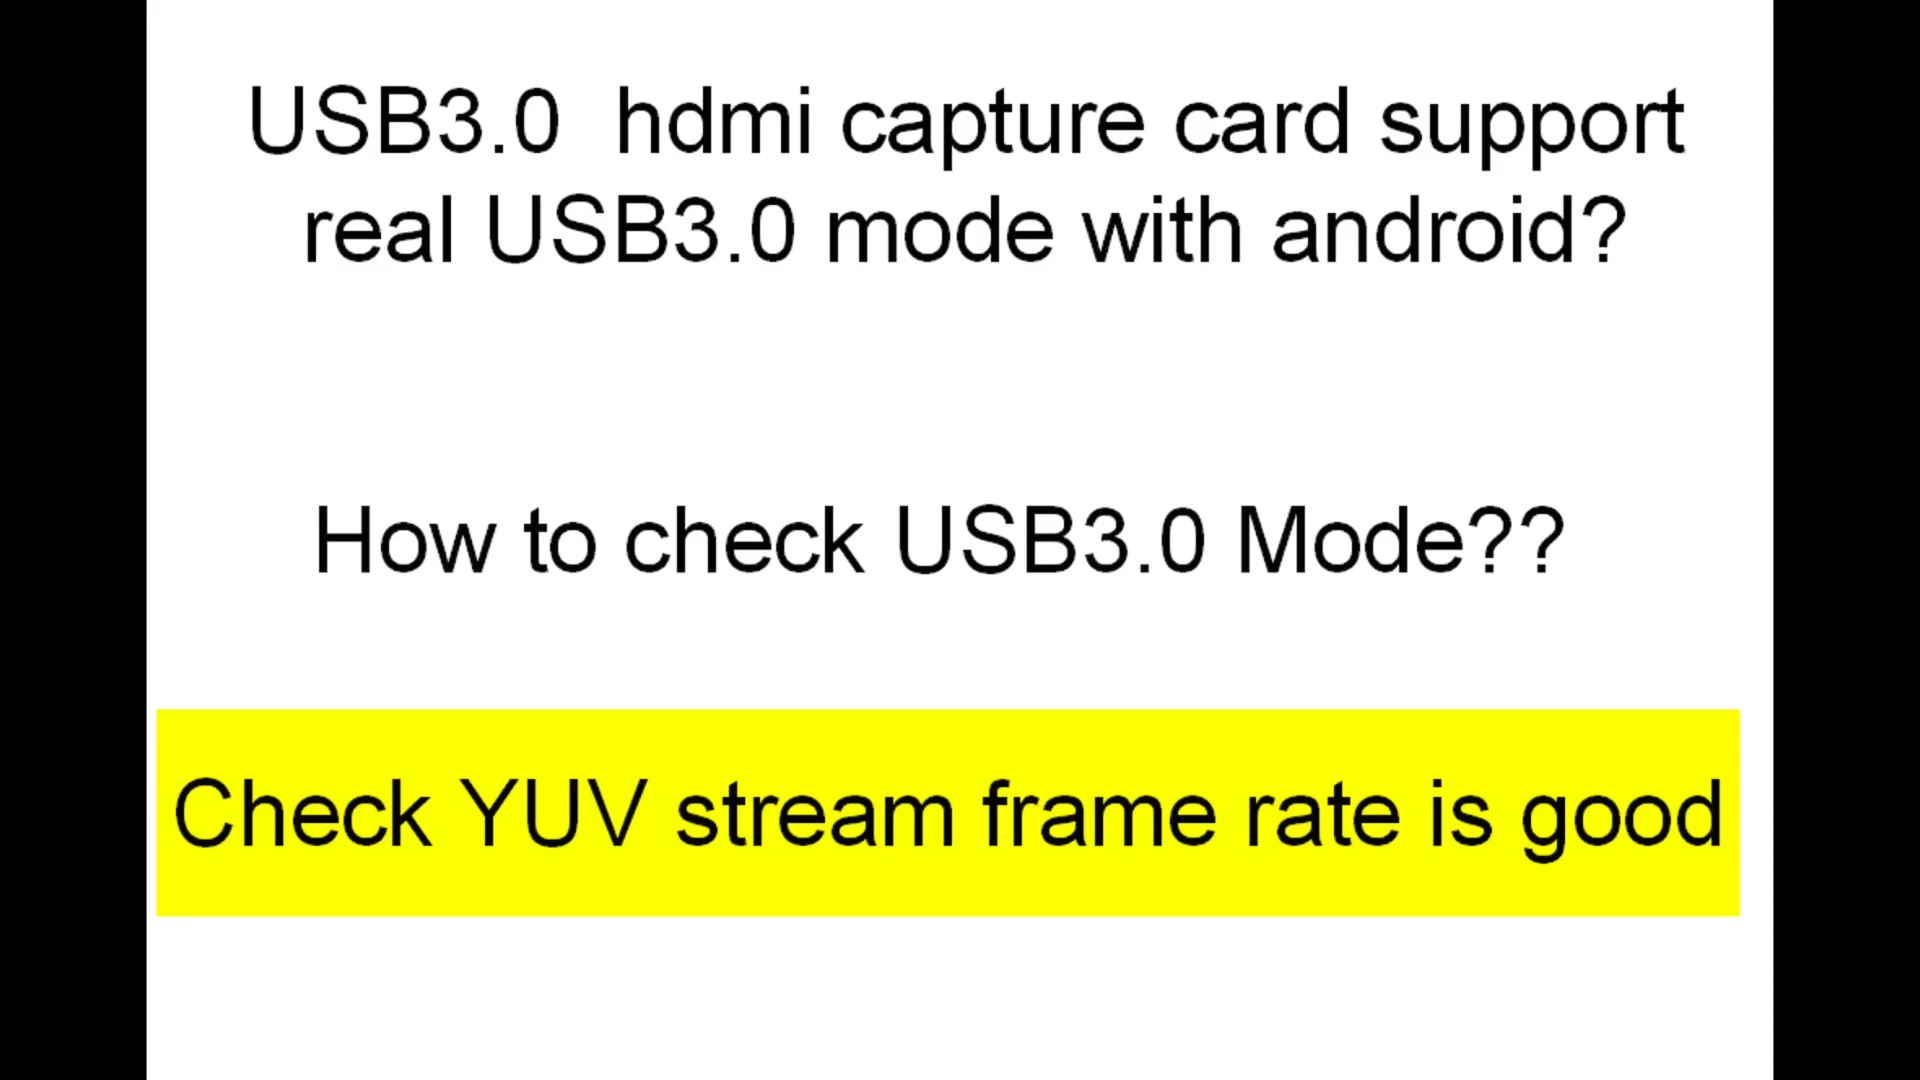 USB3.0  hdmi capture card support
real USB3.0 mode with android?
How to check USB3.0 Mode??
Check YUV stream frame rate is good